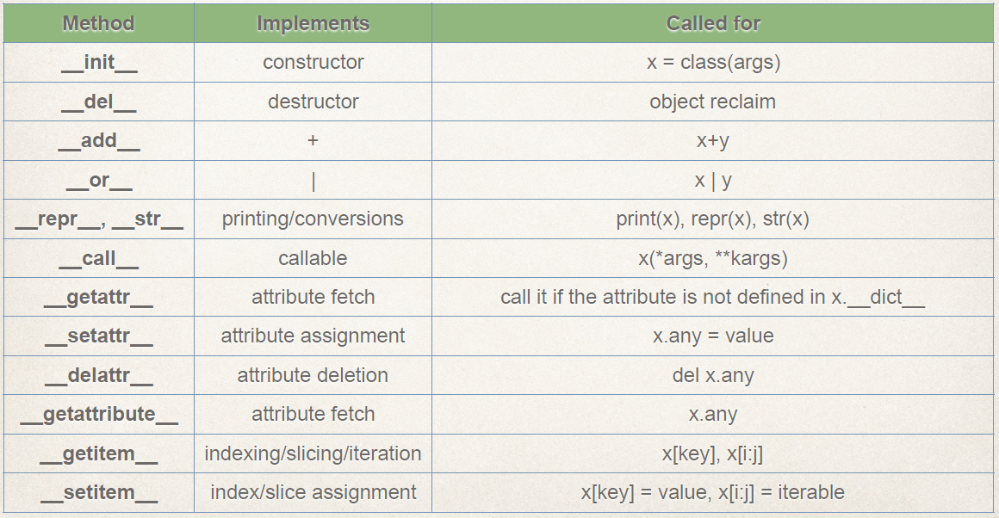 Method Implements Called for
__init__ constructor x = class(args)
__del__ destructor object reclaim
__add__ + x+y
__or__ | x | y
__repr__, __str__ printing/conversions print(x), repr(x), str(x)
__call__ callable x(*args, **kargs)
__getattr__ attribute fetch call it if the attribute is not defined in x.__dict__
__setattr__ attribute assignment x.any = value
__delattr__ attribute deletion del x.any
__getattribute__ attribute fetch x.any
__getitem__ indexing/slicing/iteration x[key], x[i:j]
__setitem__ index/slice assignment x[key] = value, x[i:j] = iterable